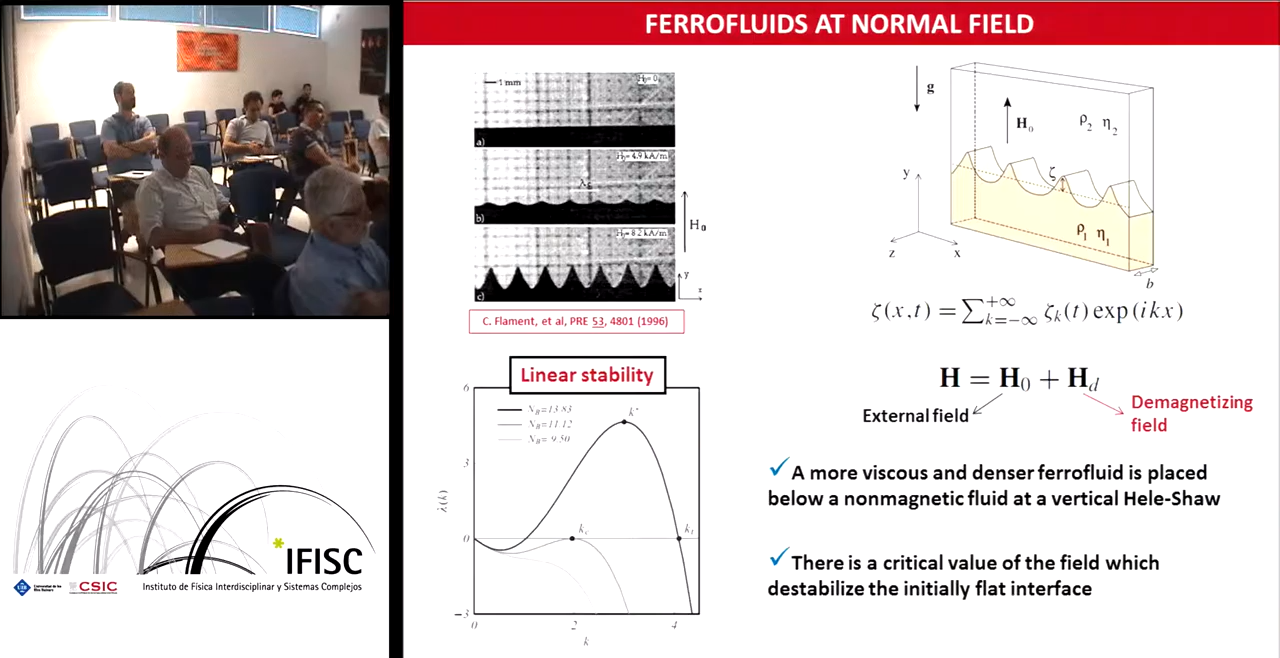 FERROFLUIDS AT NORMAL FIELD
1 mm
H₀= 0
a)
H₀= 4.9 kA/m
λc
b)
H₀= 8.2 kA/m
c)
H₀
y
x
C. Flament, et al, PRE 53, 4801 (1996)
g
H₀
ρ₂ η₂
y
ζ
ρ₁ η₁
z
x
b
ζ(x,t) = ∑_{k=−∞}^{+∞} ζₖ(t) exp(ikx)
H = H₀ + H_d
External field
Demagnetizing
field
Linear stability
6
N_B=13.83
N_B=11.12
N_B=9.50
k*
3
λ(k)
k_c
0
−3
0
2
4
k
✓A more viscous and denser ferrofluid is placed
below a nonmagnetic fluid at a vertical Hele-Shaw
✓There is a critical value of the field which
destabilize the initially flat interface
*IFISC
UIB
CSIC
Instituto de Física Interdisciplinar y Sistemas Complejos